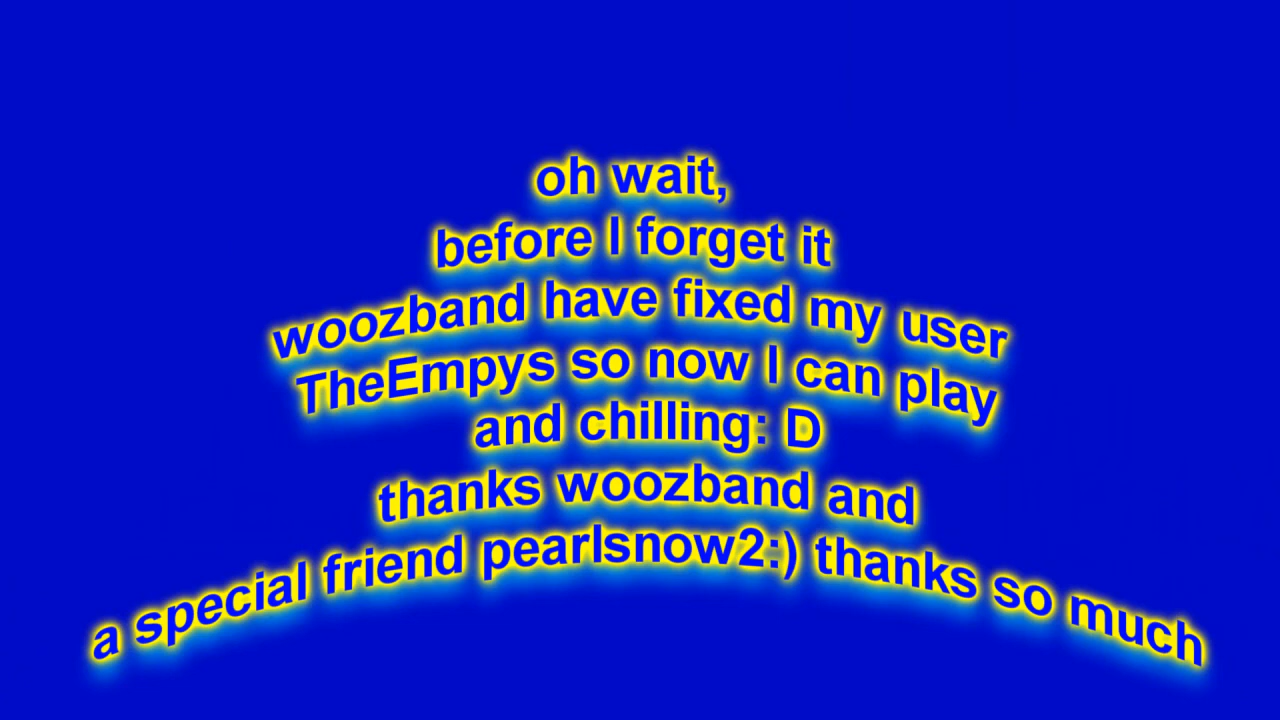 oh wait,
before I forget it
woozband have fixed my user
TheEmpys so now I can play
and chilling: D
thanks woozband and
a special friend pearlsnow2:) thanks so much